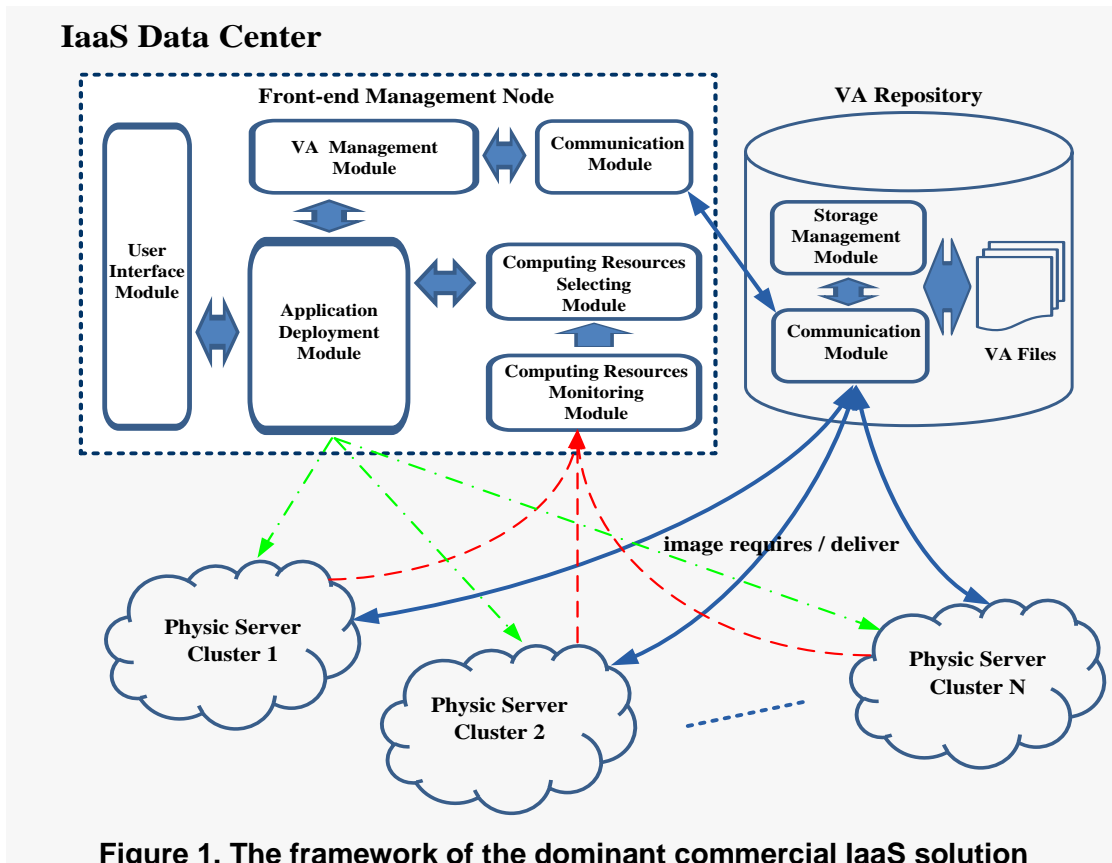 IaaS Data Center
Front-end Management Node
VA Repository
VA Management
Module
Communication
Module
User
Interface
Module
Application
Deployment
Module
Computing Resources
Selecting
Module
Computing Resources
Monitoring
Module
Storage
Management
Module
Communication
Module
VA Files
image requires / deliver
Physic Server
Cluster 1
Physic Server
Cluster 2
Physic Server
Cluster N
Figure 1. The framework of the dominant commercial IaaS solution